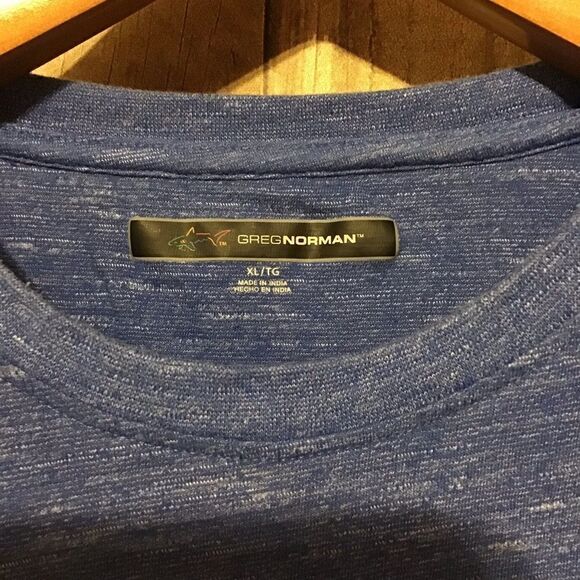 GREGNORMAN™
XL/TG
MADE IN INDIA
HECHO EN INDIA